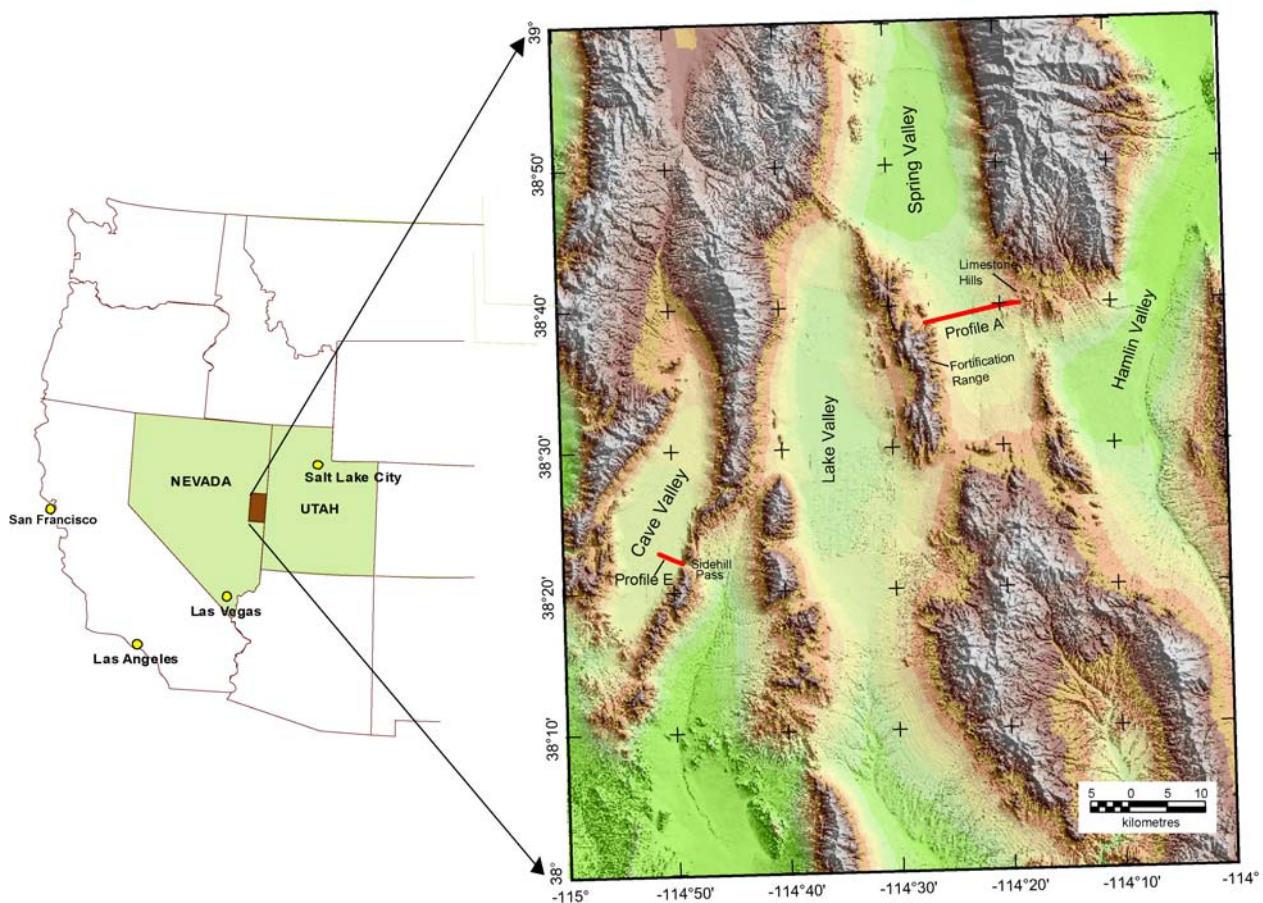 NEVADA
Salt Lake City
UTAH
San Francisco
Las Vegas
Los Angeles
39°
38°50'
38°40'
38°30'
38°20'
38°10'
38°
Spring Valley
Limestone
Hills
Profile A
Fortification
Range
Hamlin Valley
Lake Valley
Cave Valley
Profile E
Sidehill
Pass
5 0 5 10
kilometres
-115° -114°50' -114°40' -114°30' -114°20' -114°10' -114°